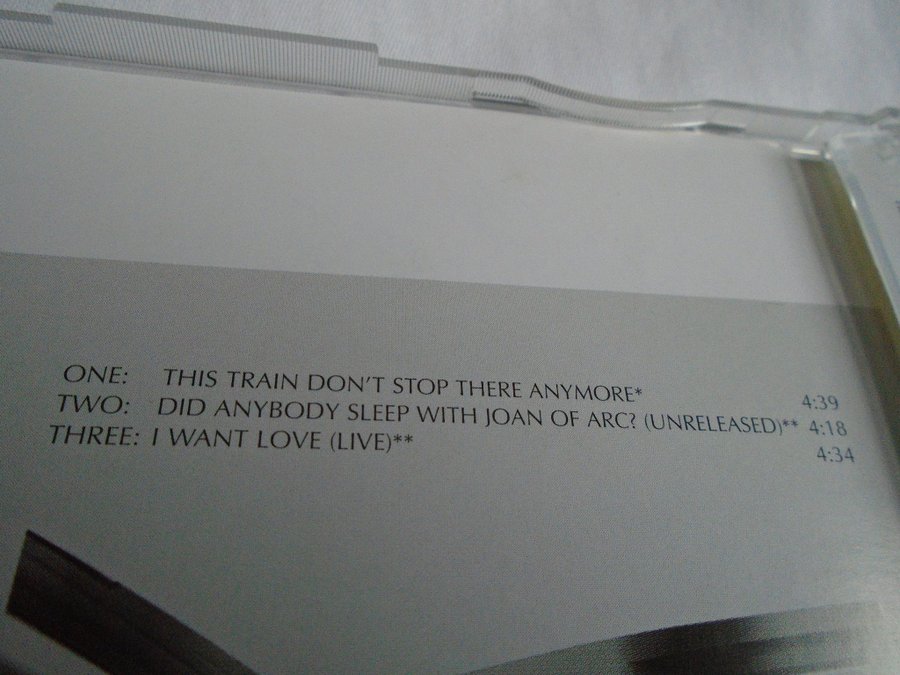 ONE: THIS TRAIN DON'T STOP THERE ANYMORE* 4:39
TWO: DID ANYBODY SLEEP WITH JOAN OF ARC? (UNRELEASED)** 4:18
THREE: I WANT LOVE (LIVE)** 4:34